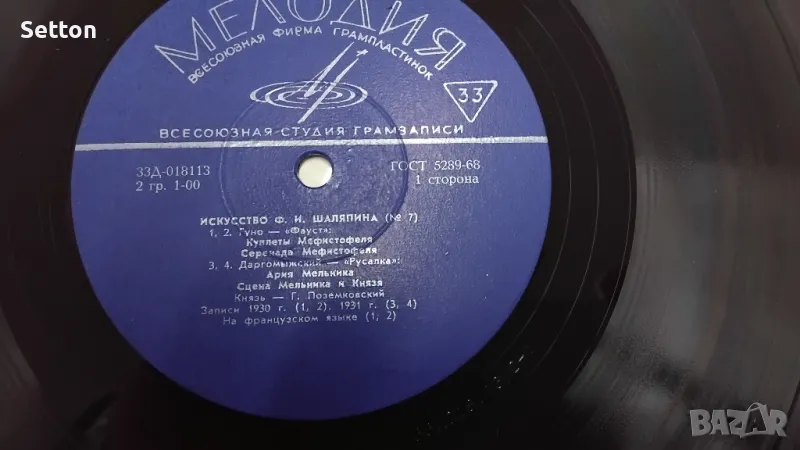 Setton
МЕЛОДИЯ
ВСЕСОЮЗНАЯ ФИРМА ГРАМПЛАСТИНОК
33
ВСЕСОЮЗНАЯ СТУДИЯ ГРАМЗАПИСИ
33Д-018113 ГОСТ 5289-68
2 гр. 1-00 1 сторона
ИСКУССТВО Ф. И. ШАЛЯПИНА (№ 7)
1, 2. Гуно — «Фауст»:
Куплеты Мефистофеля
Серенада Мефистофеля
3, 4. Даргомыжский — «Русалка»:
Ария Мельника
Сцена Мельника и Князя
Князь — Г. Поземковский
Записи 1930 г. (1, 2). 1931 г. (3, 4)
На французском языке (1, 2)
BAZAR